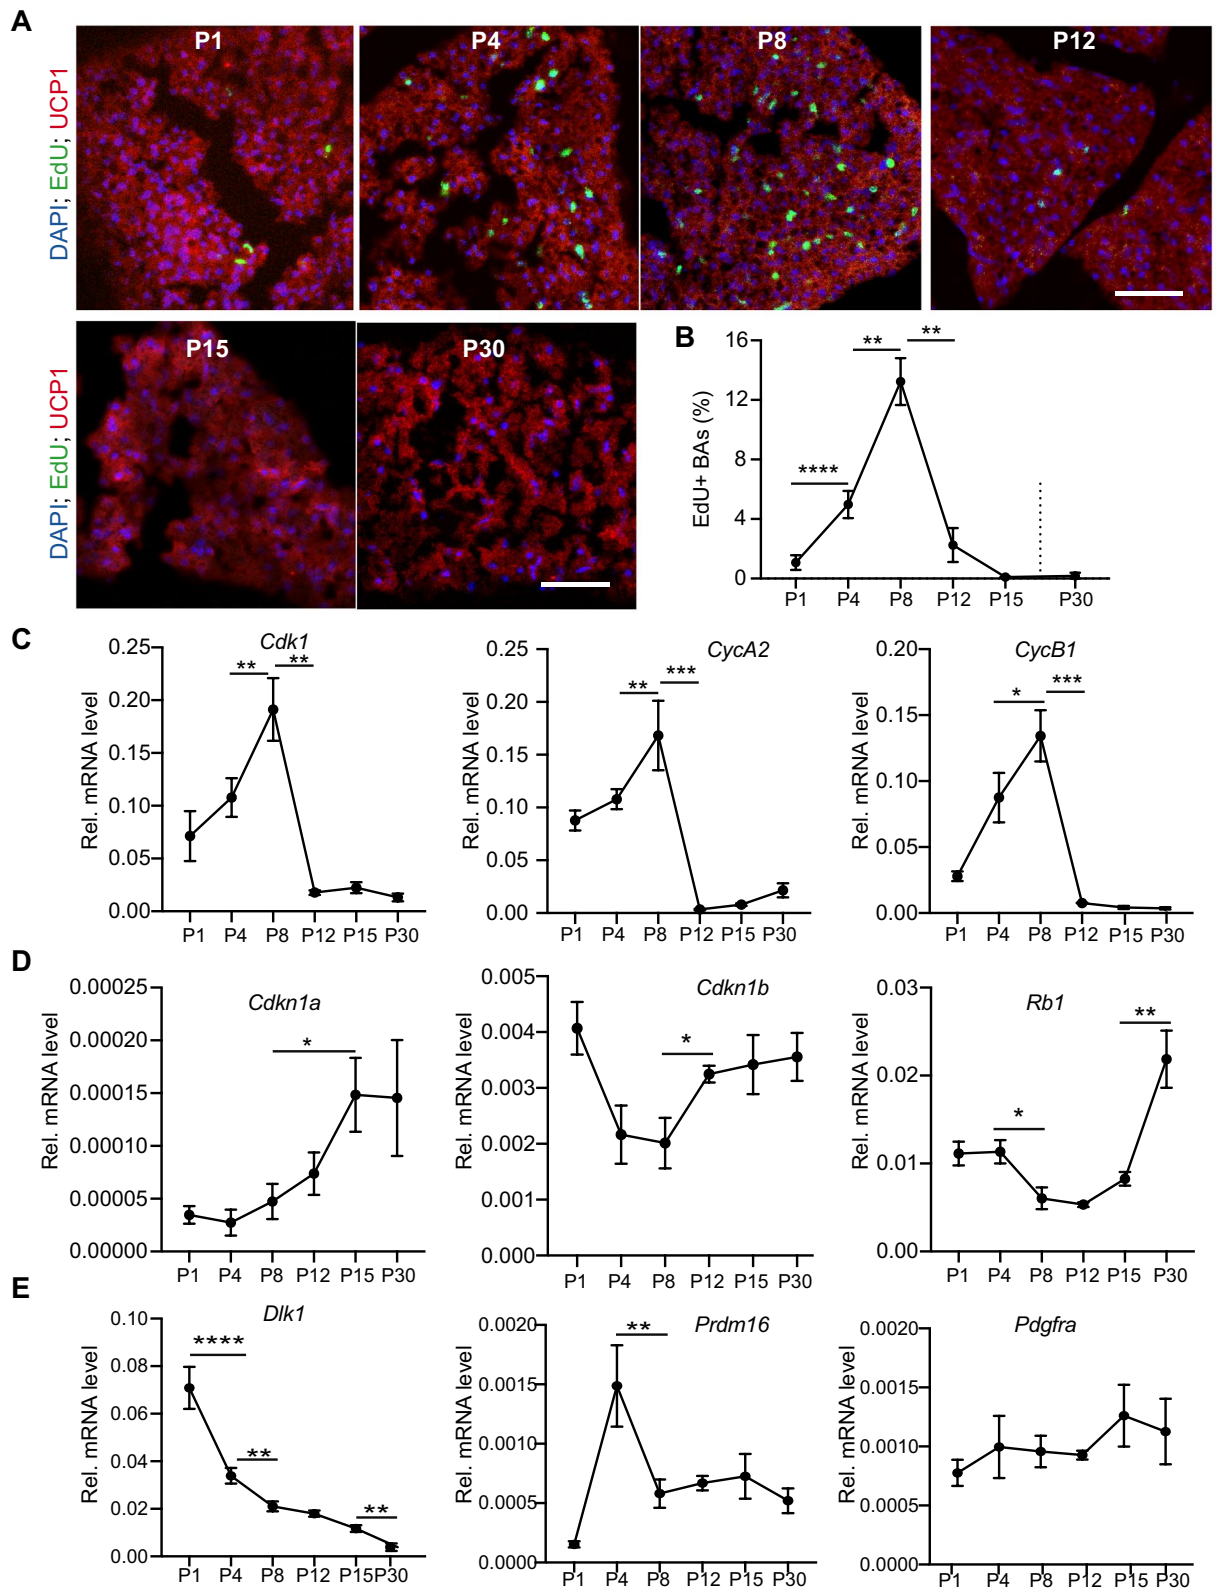 A
DAPI; EdU; UCP1
P1
P4
P8
P12
DAPI; EdU; UCP1
P15
P30
B
EdU+ BAs (%)
16
12
8
4
0
****
**
**
P1
P4
P8
P12
P15
P30
C
Cdk1
Rel. mRNA level
0.25
0.20
0.15
0.10
0.05
0.00
**
**
P1
P4
P8
P12
P15
P30
CycA2
Rel. mRNA level
0.25
0.20
0.15
0.10
0.05
0.00
**
***
P1
P4
P8
P12
P15
P30
CycB1
Rel. mRNA level
0.20
0.15
0.10
0.05
0.00
*
***
P1
P4
P8
P12
P15
P30
D
Cdkn1a
Rel. mRNA level
0.00025
0.00020
0.00015
0.00010
0.00005
0.00000
*
P1
P4
P8
P12
P15
P30
Cdkn1b
Rel. mRNA level
0.005
0.004
0.003
0.002
0.001
0.000
*
P1
P4
P8
P12
P15
P30
Rb1
Rel. mRNA level
0.03
0.02
0.01
0.00
*
**
P1
P4
P8
P12
P15
P30
E
Dlk1
Rel. mRNA level
0.10
0.08
0.06
0.04
0.02
0.00
****
**
**
P1
P4
P8
P12
P15
P30
Prdm16
Rel. mRNA level
0.0020
0.0015
0.0010
0.0005
0.0000
**
P1
P4
P8
P12
P15
P30
Pdgfra
Rel. mRNA level
0.0020
0.0015
0.0010
0.0005
0.0000
P1
P4
P8
P12
P15
P30